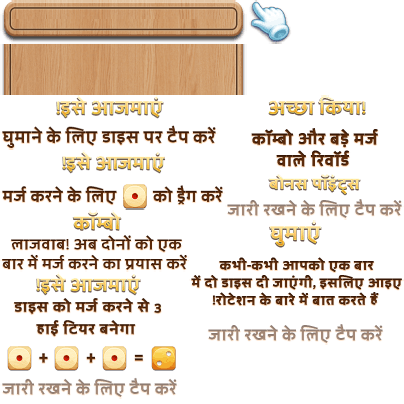 !इसे आजमाएं
घुमाने के लिए डाइस पर टैप करें
!इसे आजमाएं
मर्ज करने के लिए को ड्रैग करें
कॉम्बो
लाजवाब! अब दोनों को एक
बार में मर्ज करने का प्रयास करें
!इसे आजमाएं
डाइस को मर्ज करने से 3
हाई टियर बनेगा
+ + =
जारी रखने के लिए टैप करें
अच्छा किया!
कॉम्बो और बड़े मर्ज
वाले रिवॉर्ड
बोनस पॉइंट्स
जारी रखने के लिए टैप करें
घुमाएं
कभी-कभी आपको एक बार
में दो डाइस दी जाएंगी, इसलिए आइए
!रोटेशन के बारे में बात करते हैं
जारी रखने के लिए टैप करें